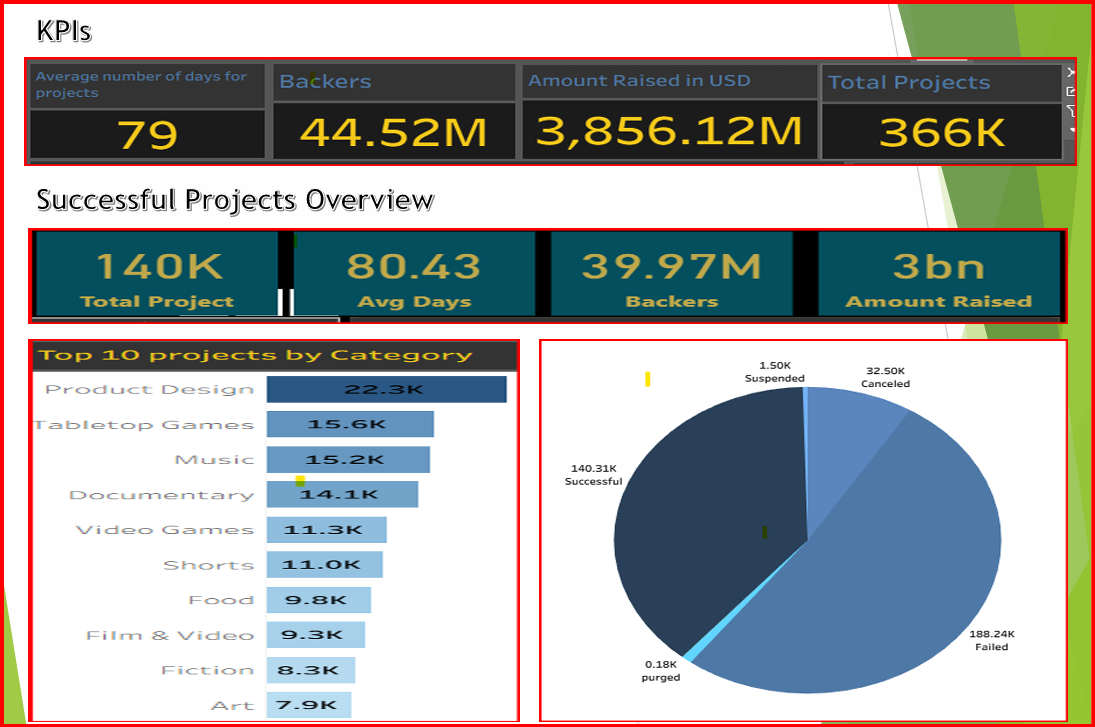 KPIs
Average number of days for
projects
79
Backers
44.52M
Amount Raised in USD
3,856.12M
Total Projects
366K
Successful Projects Overview
140K
Total Project
80.43
Avg Days
39.97M
Backers
3bn
Amount Raised
Top 10 projects by Category
Product Design 22.3K
Tabletop Games 15.6K
Music 15.2K
Documentary 14.1K
Video Games 11.3K
Shorts 11.0K
Food 9.8K
Film & Video 9.3K
Fiction 8.3K
Art 7.9K
1.50K
Suspended
32.50K
Canceled
140.31K
Successful
188.24K
Failed
0.18K
purged